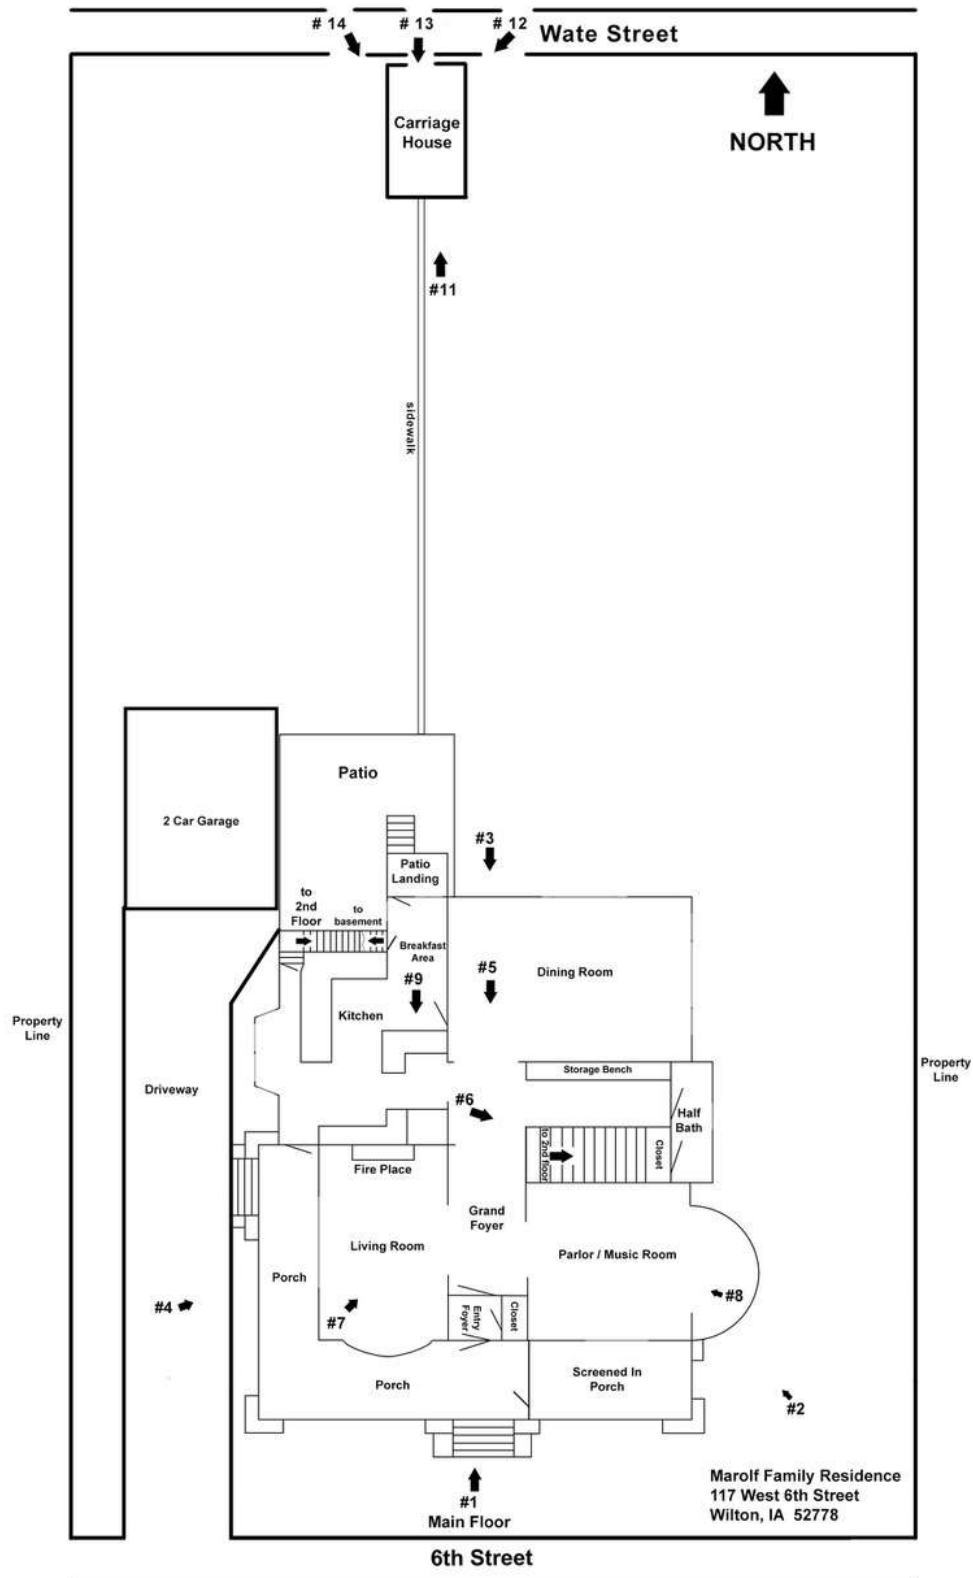 # 14
# 13
# 12
Wate Street
Carriage
House
NORTH
#11
sidewalk
Patio
2 Car Garage
#3
Patio
Landing
to
2nd
Floor
to
basement
Breakfast
Area
#5
Dining Room
#9
Kitchen
Property
Line
Property
Line
Driveway
Storage Bench
#6
Half
Bath
to 2nd floor
Closet
Fire Place
Grand
Foyer
Living Room
Parlor / Music Room
Porch
#8
#4
#7
Entry
Foyer
Closet
Screened In
Porch
Porch
#2
Marolf Family Residence
117 West 6th Street
Wilton, IA 52778
#1
Main Floor
6th Street